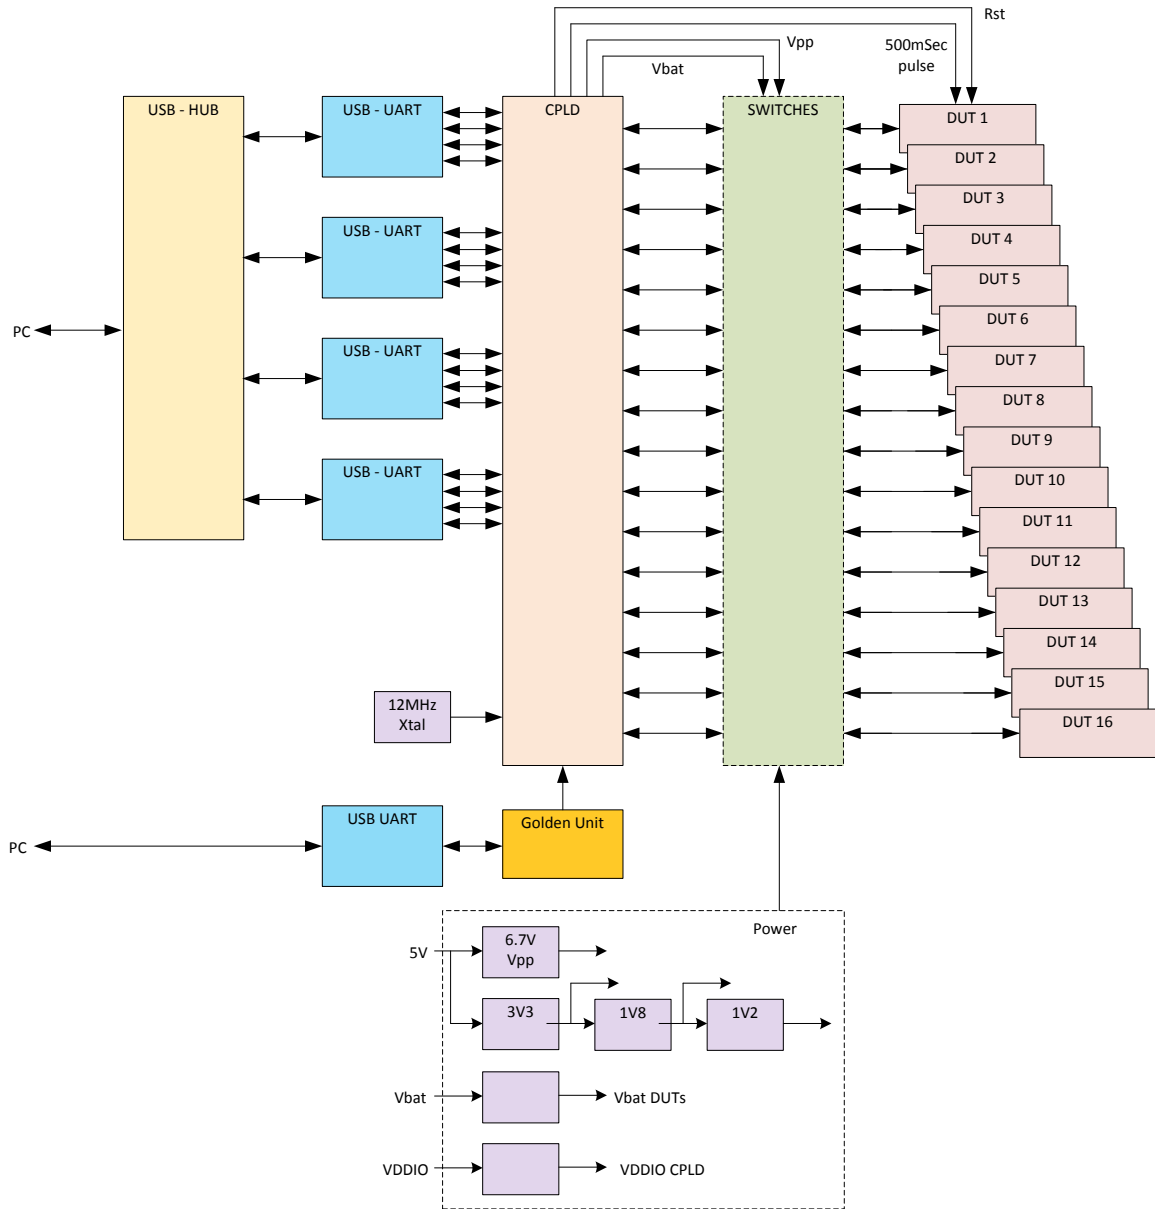 Rst
Vpp
500mSec
pulse
Vbat
USB - HUB
USB - UART
CPLD
SWITCHES
DUT 1
DUT 2
DUT 3
USB - UART
DUT 4
DUT 5
PC
DUT 6
USB - UART
DUT 7
DUT 8
DUT 9
USB - UART
DUT 10
DUT 11
DUT 12
DUT 13
DUT 14
DUT 15
12MHz
Xtal
DUT 16
USB UART
Golden Unit
PC
Power
5V
6.7V
Vpp
3V3
1V8
1V2
Vbat
Vbat DUTs
VDDIO
VDDIO CPLD